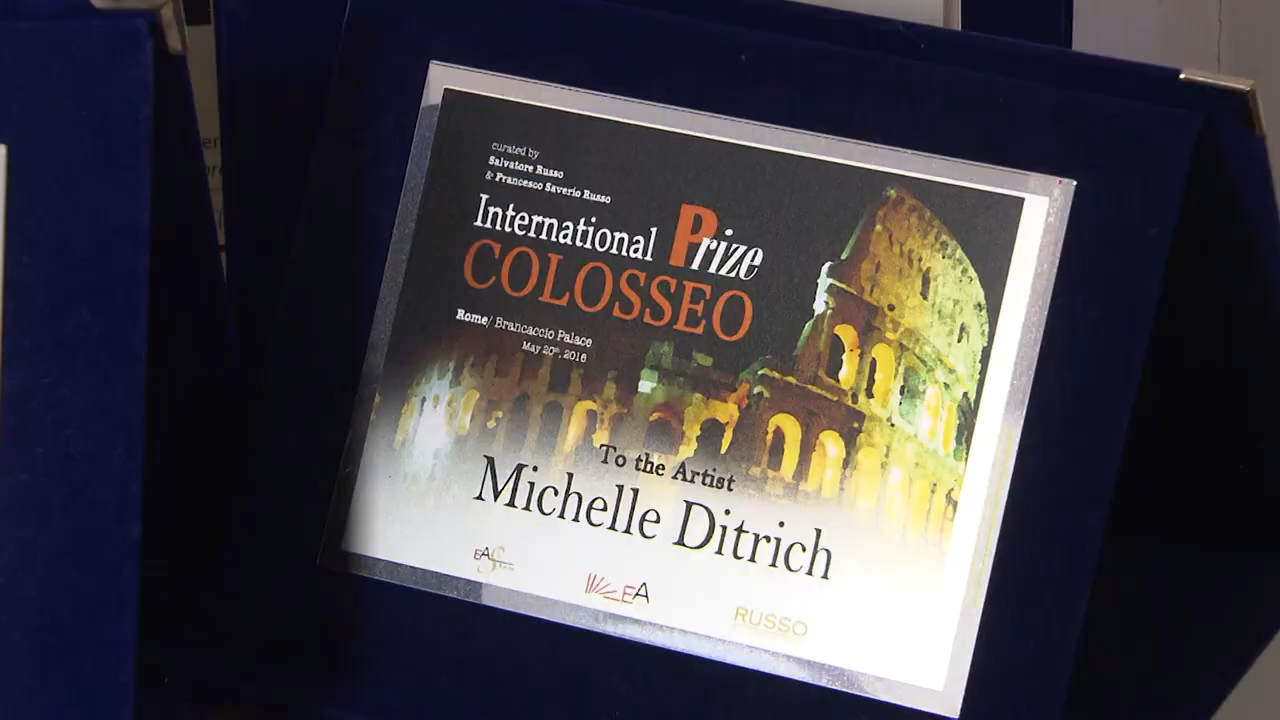 curated by
Salvatore Russo
& Francesco Saverio Russo
International Prize
COLOSSEO
Rome/ Brancaccio Palace
May 20th, 2016
To the Artist
Michelle Ditrich
EA
RUSSO